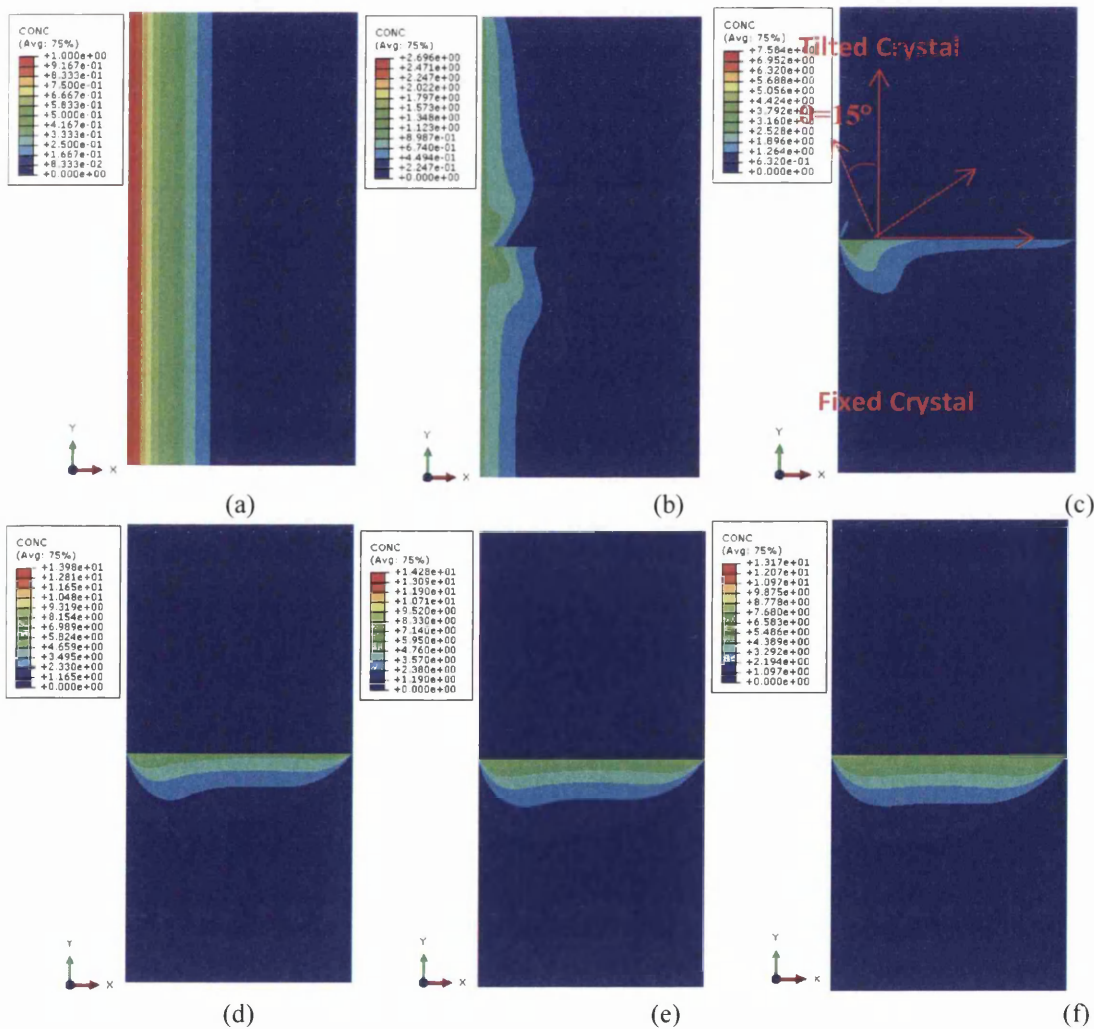 CONC
(Avg: 75%)
+1.000e+00
+9.167e-01
+8.333e-01
+7.500e-01
+6.667e-01
+5.833e-01
+5.000e-01
+4.167e-01
+3.333e-01
+2.500e-01
+1.667e-01
+8.333e-02
+0.000e+00
Y
X
(a)
CONC
(Avg: 75%)
+2.696e+00
+2.471e+00
+2.247e+00
+2.022e+00
+1.797e+00
+1.573e+00
+1.348e+00
+1.123e+00
+8.987e-01
+6.740e-01
+4.494e-01
+2.247e-01
+0.000e+00
Y
X
(b)
CONC
(Avg: 75%)
+7.584e+00
+6.952e+00
+6.320e+00
+5.688e+00
+5.056e+00
+4.424e+00
+3.792e+00
+3.160e+00
+2.528e+00
+1.896e+00
+1.264e+00
+6.320e-01
+0.000e+00
Tilted Crystal
θ=15°
Fixed Crystal
Y
X
(c)
CONC
(Avg: 75%)
+1.398e+01
+1.281e+01
+1.165e+01
+1.048e+01
+9.319e+00
+8.154e+00
+6.989e+00
+5.824e+00
+4.659e+00
+3.495e+00
+2.330e+00
+1.165e+00
+0.000e+00
Y
X
(d)
CONC
(Avg: 75%)
+1.428e+01
+1.309e+01
+1.190e+01
+1.071e+01
+9.520e+00
+8.330e+00
+7.140e+00
+5.950e+00
+4.760e+00
+3.570e+00
+2.380e+00
+1.190e+00
+0.000e+00
Y
X
(e)
CONC
(Avg: 75%)
+1.317e+01
+1.207e+01
+1.097e+01
+9.875e+00
+8.778e+00
+7.680e+00
+6.583e+00
+5.486e+00
+4.389e+00
+3.292e+00
+2.194e+00
+1.097e+00
+0.000e+00
Y
X
(f)